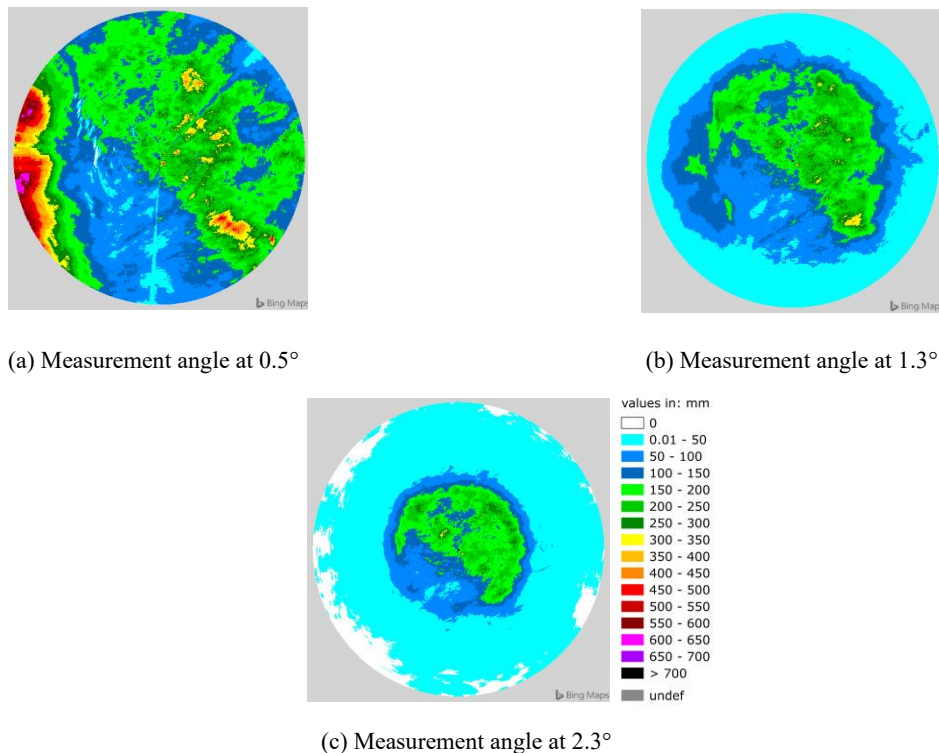 Bing Maps
Bing Maps
(a) Measurement angle at 0.5°
(b) Measurement angle at 1.3°
values in: mm
0
0.01 - 50
50 - 100
100 - 150
150 - 200
200 - 250
250 - 300
300 - 350
350 - 400
400 - 450
450 - 500
500 - 550
550 - 600
600 - 650
650 - 700
> 700
undef
Bing Maps
(c) Measurement angle at 2.3°